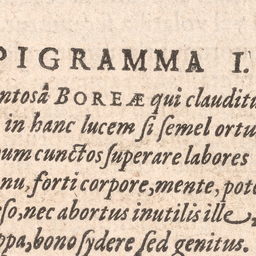 PIGRAMMA I.
ntosâ BOREÆ qui clauditu
in hanc lucem si semel ortu
um cunctos superare labores
nu, forti corpore, mente, pote
so, nec abortus inutilis ille
ppa, bono sydere sed genitus.